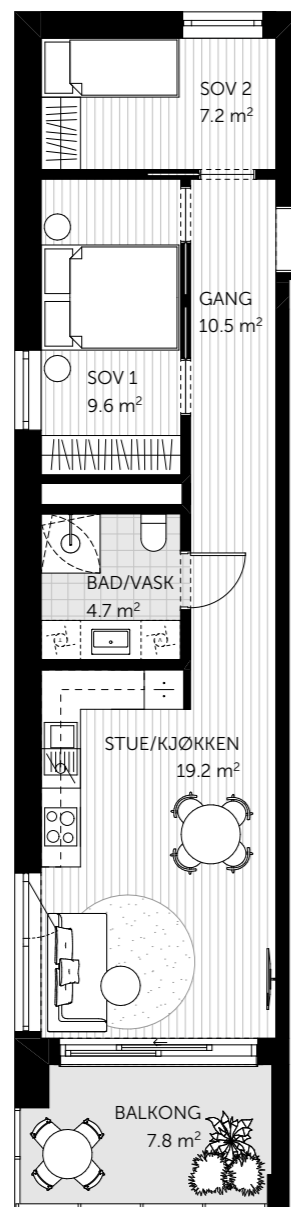 SOV 2
7.2 m²
GANG
10.5 m²
SOV 1
9.6 m²
BAD/VASK
4.7 m²
STUE/KJØKKEN
19.2 m²
BALKONG
7.8 m²